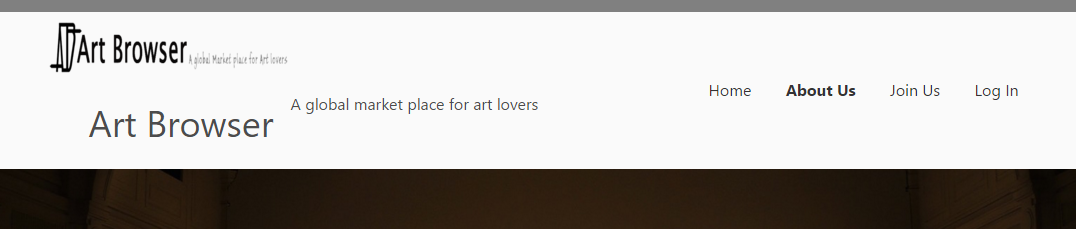 Art Browser A global Market place for Art lovers
A global market place for art lovers
Art Browser
Home About Us Join Us Log In